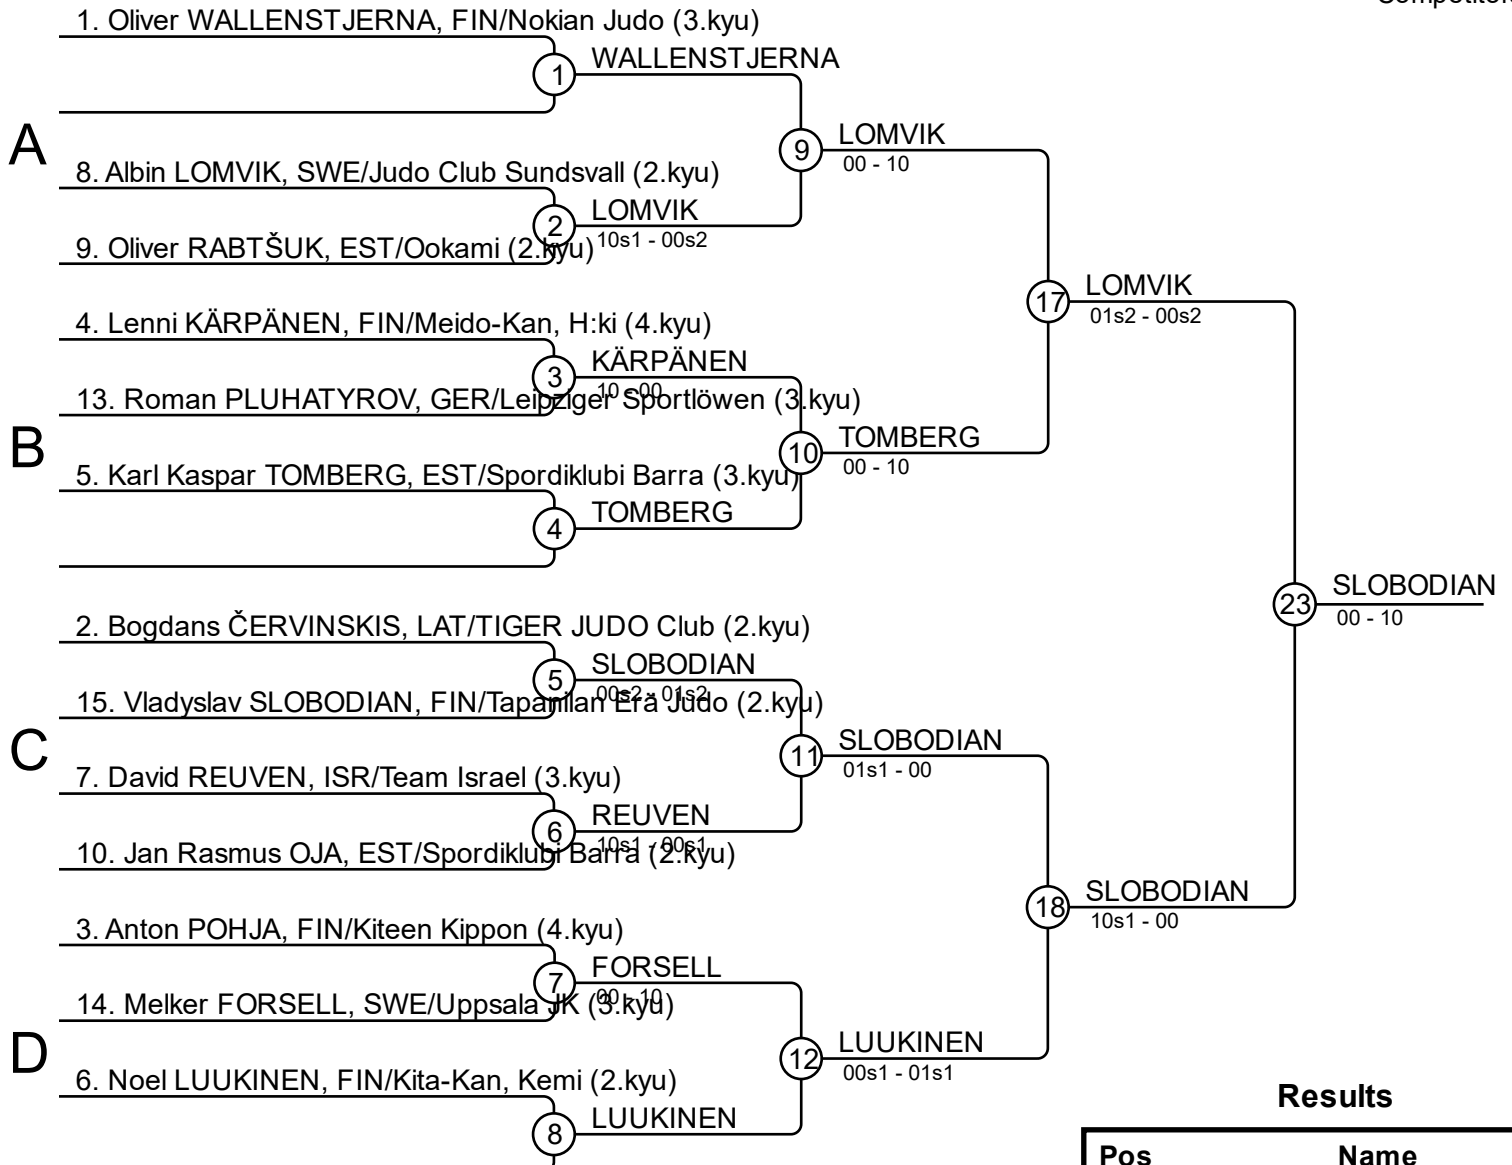 1. Oliver WALLENSTJERNA, FIN/Nokian Judo (3.kyu)
1
WALLENSTJERNA
A
9
LOMVIK
00 - 10
8. Albin LOMVIK, SWE/Judo Club Sundsvall (2.kyu)
2
LOMVIK
10s1 - 00s2
9. Oliver RABTŠUK, EST/Ookami (2.kyu)
17
LOMVIK
01s2 - 00s2
4. Lenni KÄRPÄNEN, FIN/Meido-Kan, H:ki (4.kyu)
3
KÄRPÄNEN
10 - 00
13. Roman PLUHATYROV, GER/Leipziger Sportlöwen (3.kyu)
B
10
TOMBERG
00 - 10
5. Karl Kaspar TOMBERG, EST/Spordiklubi Barra (3.kyu)
4
TOMBERG
23
SLOBODIAN
00 - 10
2. Bogdans ČERVINSKIS, LAT/TIGER JUDO Club (2.kyu)
5
SLOBODIAN
00s2 - 01s2
15. Vladyslav SLOBODIAN, FIN/Tapanilan Erä Judo (2.kyu)
C
11
SLOBODIAN
01s1 - 00
7. David REUVEN, ISR/Team Israel (3.kyu)
6
REUVEN
10s1 - 00s1
10. Jan Rasmus OJA, EST/Spordiklubi Barra (2.kyu)
18
SLOBODIAN
10s1 - 00
3. Anton POHJA, FIN/Kiteen Kippon (4.kyu)
7
FORSELL
00 - 10
14. Melker FORSELL, SWE/Uppsala JK (3.kyu)
D
12
LUUKINEN
00s1 - 01s1
6. Noel LUUKINEN, FIN/Kita-Kan, Kemi (2.kyu)
8
LUUKINEN
Results
Pos Name